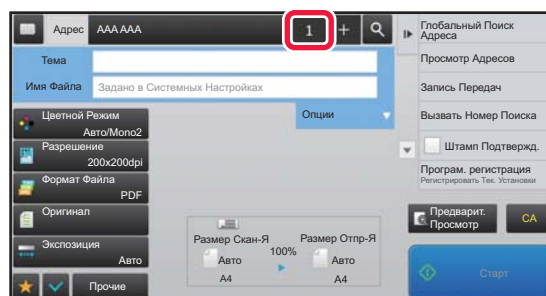 Адрес AAA AAA 1 +
Тема
Имя Файла Задано в Системных Настройках
Цветной Режим
Авто/Mono2
Опции
Разрешение
200x200dpi
Формат Файла
PDF
Оригинал
Экспозиция
Авто
Прочие
Размер Скан-Я
100%
Размер Отпр-Я
Авто
Авто
A4
A4
Глобальный Поиск
Адреса
Просмотр Адресов
Запись Передач
Вызвать Номер Поиска
Штамп Подтвержд.
Програм. регистрация
Регистрировать Тек. Установки
Предварит.
Просмотр
CA
Старт